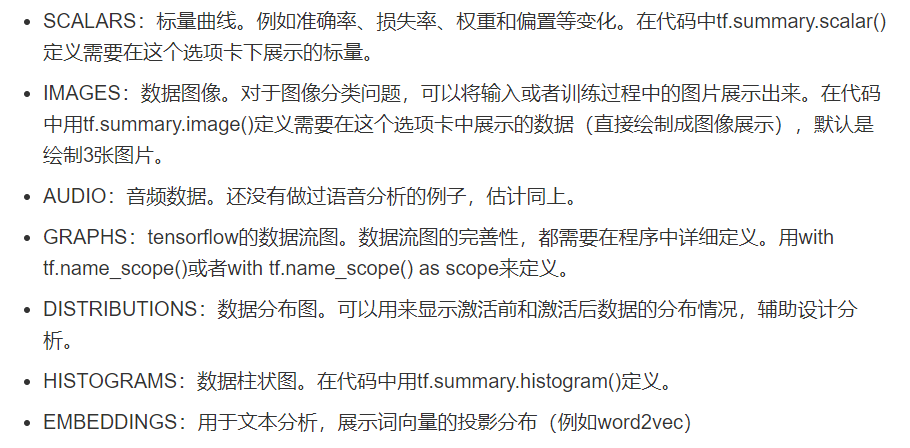 • SCALARS：标量曲线。例如准确率、损失率、权重和偏置等变化。在代码中tf.summary.scalar()
定义需要在这个选项卡下展示的标量。
• IMAGES：数据图像。对于图像分类问题，可以将输入或者训练过程中的图片展示出来。在代码
中用tf.summary.image()定义需要在这个选项卡中展示的数据（直接绘制成图像展示），默认是
绘制3张图片。
• AUDIO：音频数据。还没有做过语音分析的例子，估计同上。
• GRAPHS：tensorflow的数据流图。数据流图的完善性，都需要在程序中详细定义。用with
tf.name_scope()或者with tf.name_scope() as scope来定义。
• DISTRIBUTIONS：数据分布图。可以用来显示激活前和激活后数据的分布情况，辅助设计分
析。
• HISTOGRAMS：数据柱状图。在代码中用tf.summary.histogram()定义。
• EMBEDDINGS：用于文本分析，展示词向量的投影分布（例如word2vec）